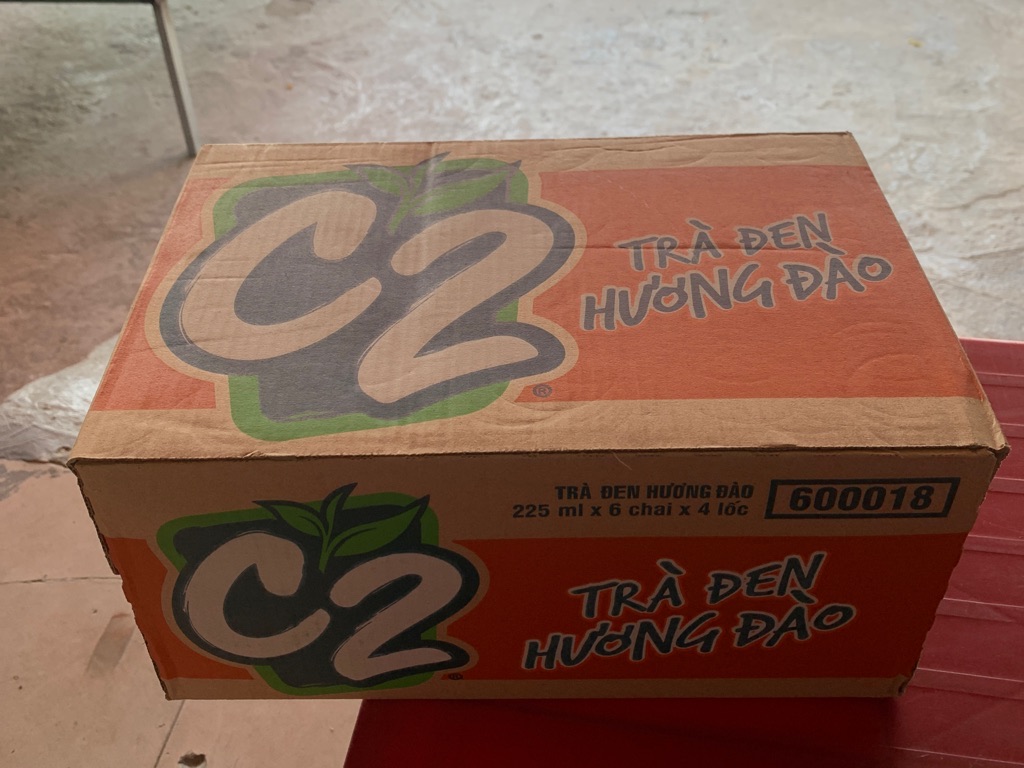 C2
®
TRÀ ĐEN
HƯƠNG ĐÀO
C2
®
TRÀ ĐEN HƯƠNG ĐÀO
225 ml x 6 chai x 4 lốc
600018
TRÀ ĐEN
HƯƠNG ĐÀO